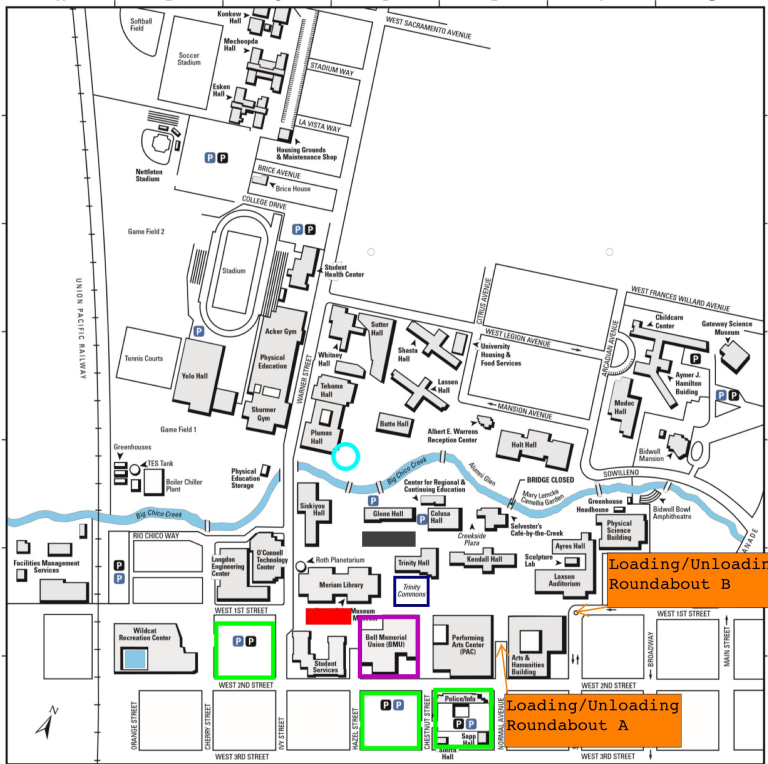 Konkow
Hall
Softball
Field
Mechoopda
Hall
WEST SACRAMENTO AVENUE
Soccer
Stadium
STADIUM WAY
Esken
Hall
LA VISTA WAY
Housing Grounds
& Maintenance Shop
Nettleton
Stadium
P P
BRICE AVENUE
Brice House
COLLEGE DRIVE
Game Field 2
P P
Stadium
Student
Health Center
UNION PACIFIC RAILWAY
CITRUS AVENUE
WEST FRANCES WILLARD AVENUE
Childcare
Center
Gateway Science
Museum
P
Acker Gym
Sutter
Hall
WEST LEGION AVENUE
ARCADIAN AVENUE
Tennis Courts
Physical
Education
Whitney
Hall
Shasta
Hall
University
Housing &
Food Services
P
Yolo Hall
WARNER STREET
Tehama
Hall
Lassen
Hall
Aymer J.
Hamilton
Buiding
P P
Shurmer
Gym
MANSION AVENUE
Modoc
Hall
Game Field 1
Plumas
Hall
Butte Hall
Albert E. Warrens
Reception Center
Holt Hall
Bidwell
Mansion
Greenhouses
TES Tank
Boiler Chiller
Plant
Physical
Education
Storage
Big Chico Creek
Alumni Glen
BRIDGE CLOSED
SOWILLENO
Center for Regional &
Continuing Education
Mary Lemcke
Camellia Garden
Greenhouse
Headhouse
Bidwell Bowl
Amphitheatre
Siskiyou
Hall
P
Glenn Hall
P
Colusa
Hall
Selvester's
Cafe-by-the-Creek
Physical
Science
Building
Big Chico Creek
Creekside
Plaza
RIO CHICO WAY
ANADE
Facilities Management
Services
P
P
Langdon
Engineering
Center
O'Connell
Technology
Center
Roth Planetarium
Trinity Hall
Kendall Hall
Sculpture
Lab
Ayres Hall
Merian Library
Trinity
Commons
Laxson
Auditorium
Loading/Unloadin
Roundabout B
WEST 1ST STREET
Museum
WEST 1ST STREET
Wildcat
Recreation Center
P P
Student
Services
Bell Memorial
Union (BMU)
Performing
Arts Center
(PAC)
Arts &
Humanities
Building
BROADWAY
MAIN STREET
WEST 2ND STREET
WEST 2ND STREET
ORANGE STREET
CHERRY STREET
IVY STREET
HAZEL STREET
P P
CHESTNUT STREET
Police/Info
P P
Sapp
Hall
Sierra
Hall
NORMAL AVENUE
Loading/Unloading
Roundabout A
WEST 3RD STREET
WEST 3RD STREET
N